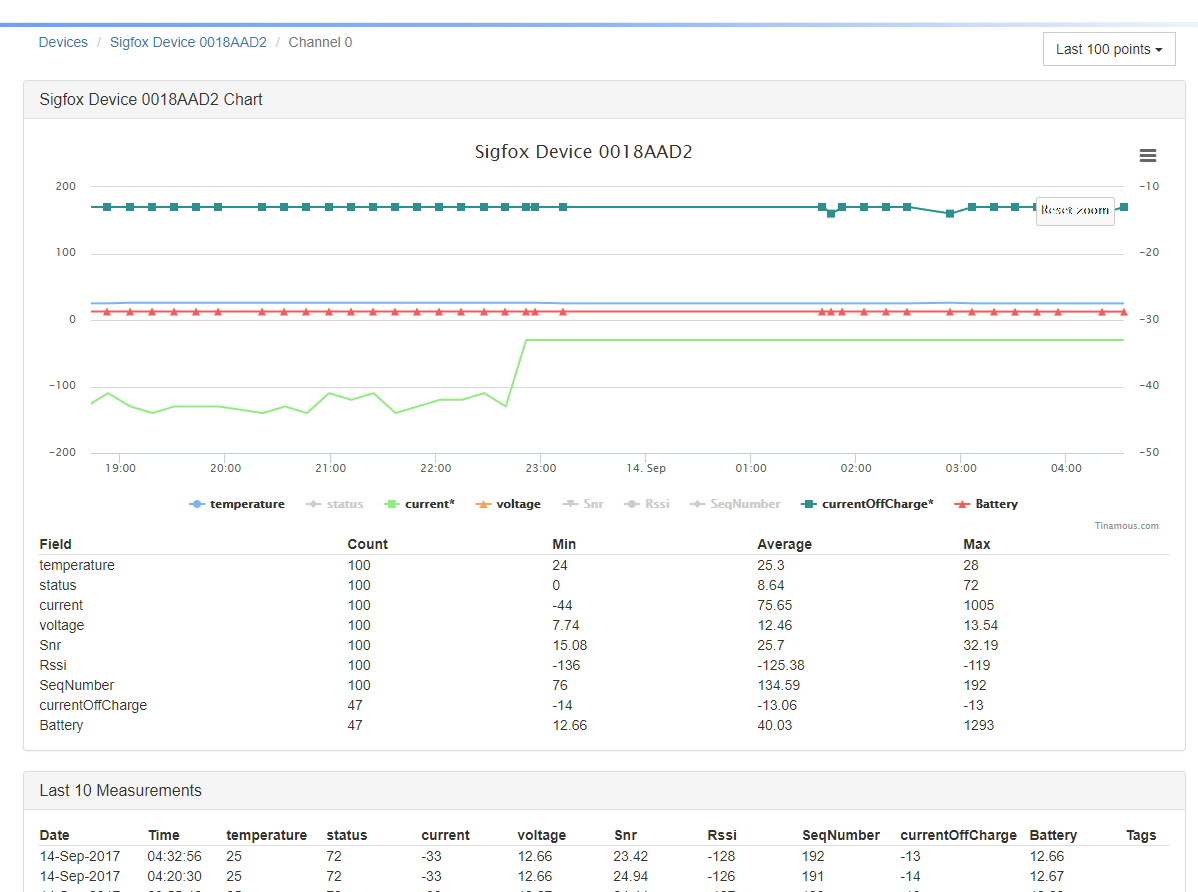 Devices / Sigfox Device 0018AAD2 / Channel 0
Last 100 points
Sigfox Device 0018AAD2 Chart
Sigfox Device 0018AAD2
200 -10
Reset zoom
100 -20
0 -30
-100 -40
-200 -50
19:00 20:00 21:00 22:00 23:00 14. Sep 01:00 02:00 03:00 04:00
temperature status current* voltage Snr Rssi SeqNumber currentOffCharge* Battery
Tinamous.com
Field Count Min Average Max
temperature 100 24 25.3 28
status 100 0 8.64 72
current 100 -44 75.65 1005
voltage 100 7.74 12.46 13.54
Snr 100 15.08 25.7 32.19
Rssi 100 -136 -125.38 -119
SeqNumber 100 76 134.59 192
currentOffCharge 47 -14 -13.06 -13
Battery 47 12.66 40.03 1293
Last 10 Measurements
Date Time temperature status current voltage Snr Rssi SeqNumber currentOffCharge Battery Tags
14-Sep-2017 04:32:56 25 72 -33 12.66 23.42 -128 192 -13 12.66
14-Sep-2017 04:20:30 25 72 -33 12.66 24.94 -126 191 -14 12.67